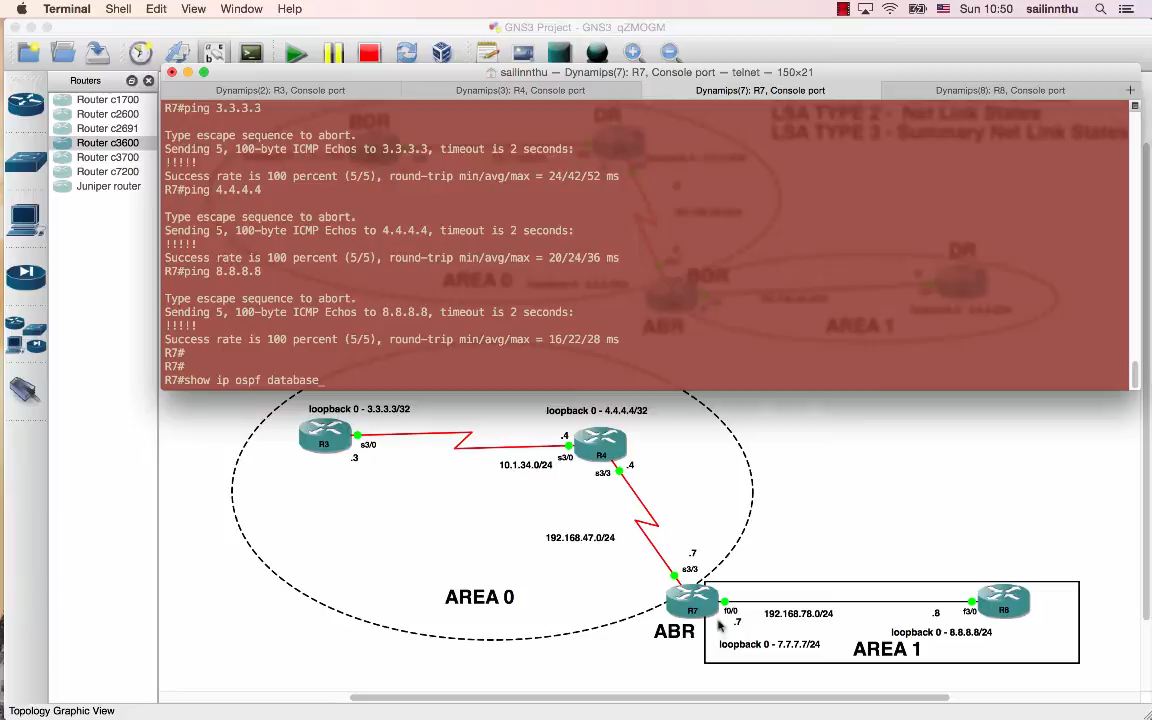 Terminal Shell Edit View Window Help Sun 10:50 sailinnthu
GNS3 Project - GNS3_qZMOGM
Routers
Router c1700
Router c2600
Router c2691
Router c3600
Router c3700
Router c7200
Juniper router
sailinnthu — Dynamips(7): R7, Console port — telnet — 150×21
Dynamips(2): R3, Console port
Dynamips(3): R4, Console port
Dynamips(7): R7, Console port
Dynamips(8): R8, Console port
R7#ping 3.3.3.3
Type escape sequence to abort.
Sending 5, 100-byte ICMP Echos to 3.3.3.3, timeout is 2 seconds:
!!!!!
Success rate is 100 percent (5/5), round-trip min/avg/max = 24/42/52 ms
R7#ping 4.4.4.4
Type escape sequence to abort.
Sending 5, 100-byte ICMP Echos to 4.4.4.4, timeout is 2 seconds:
!!!!!
Success rate is 100 percent (5/5), round-trip min/avg/max = 20/24/36 ms
R7#ping 8.8.8.8
Type escape sequence to abort.
Sending 5, 100-byte ICMP Echos to 8.8.8.8, timeout is 2 seconds:
!!!!!
Success rate is 100 percent (5/5), round-trip min/avg/max = 16/22/28 ms
R7#
R7#
R7#show ip ospf database_
LSA TYPE 2 - Net Link States
LSA TYPE 3 - Summary Net Link States
BDR
DR
AREA 0
BDR
DR
ABR
AREA 1
loopback 0 - 3.3.3.3/32
loopback 0 - 4.4.4.4/32
R3
s3/0
.3
.4
s3/0
R4
10.1.34.0/24
s3/3
.4
192.168.47.0/24
.7
s3/3
AREA 0
R7
f0/0
.7
ABR
192.168.78.0/24
.8
f3/0
R8
loopback 0 - 8.8.8.8/24
loopback 0 - 7.7.7.7/24
AREA 1
Topology Graphic View